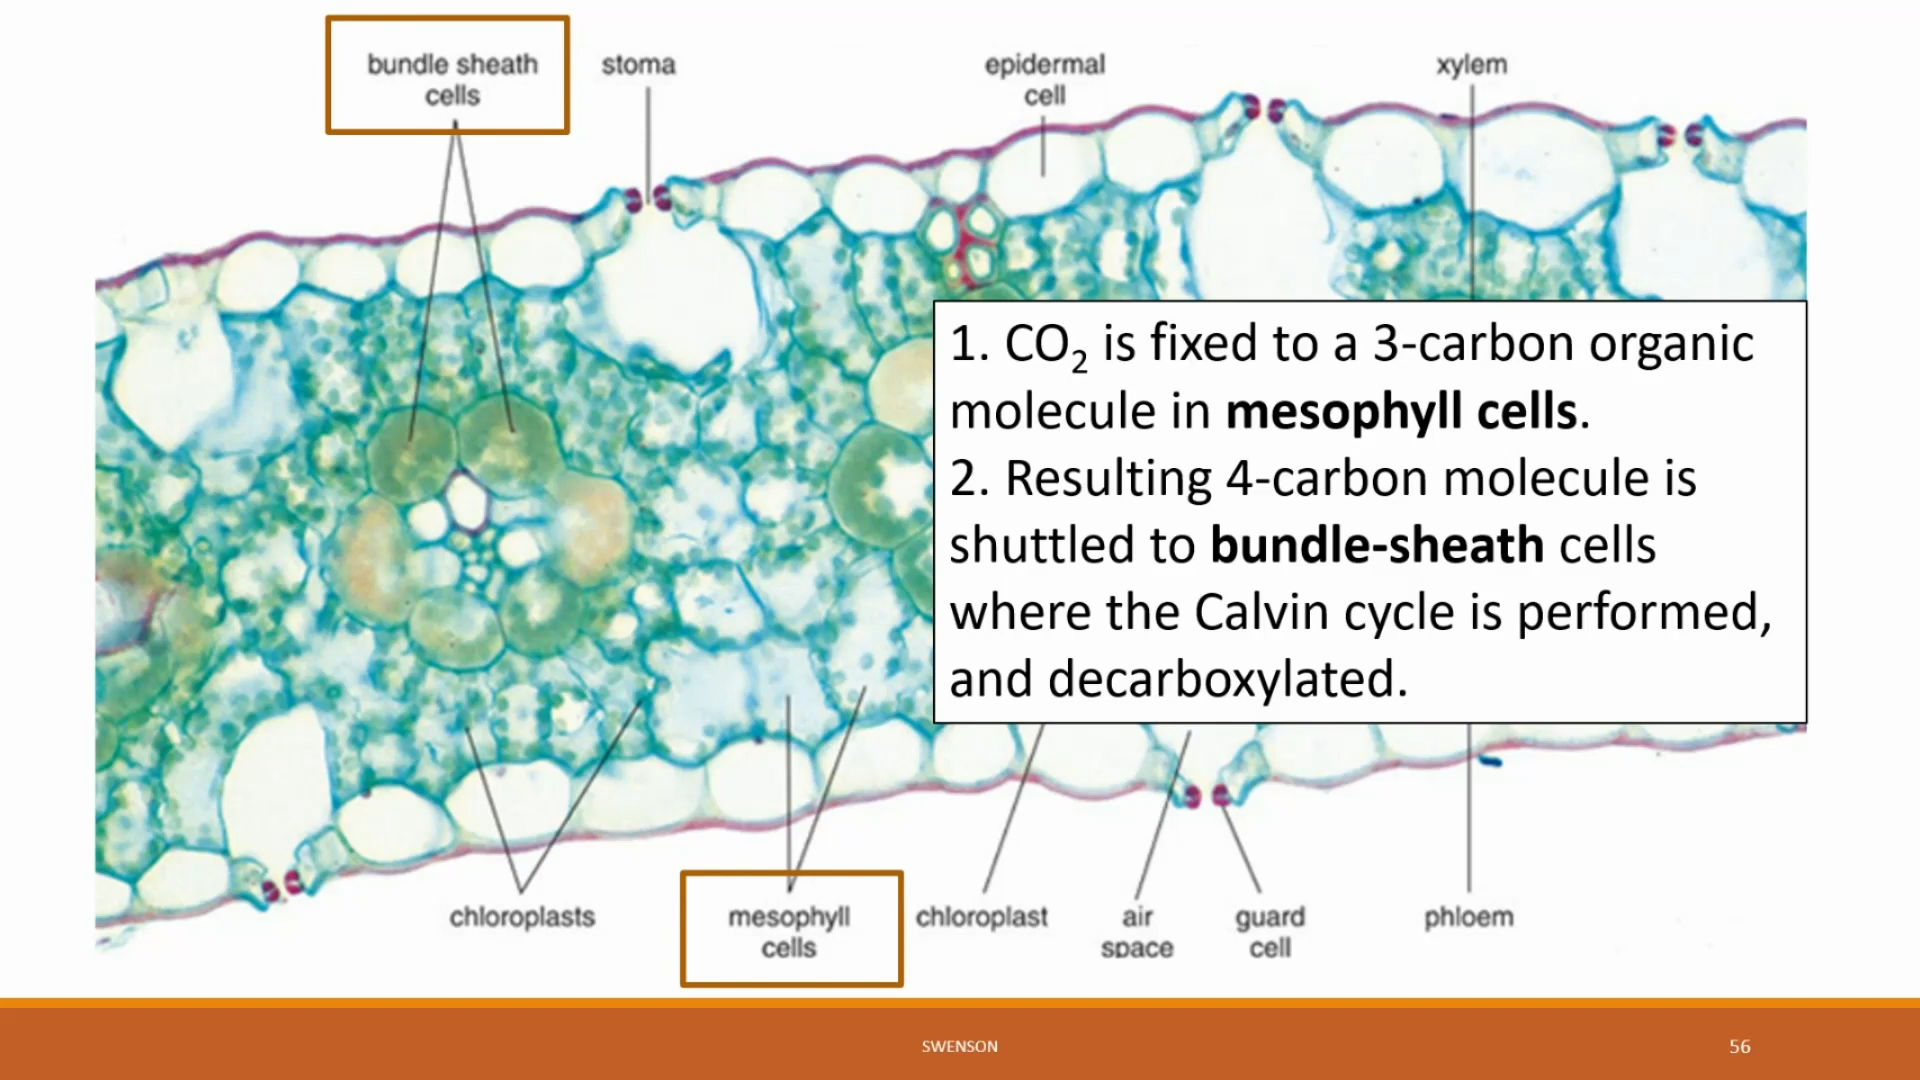 bundle sheath
cells
stoma
epidermal
cell
xylem
1. CO₂ is fixed to a 3-carbon organic
molecule in mesophyll cells.
2. Resulting 4-carbon molecule is
shuttled to bundle-sheath cells
where the Calvin cycle is performed,
and decarboxylated.
chloroplasts
mesophyll
cells
chloroplast
air
space
guard
cell
phloem
SWENSON
56